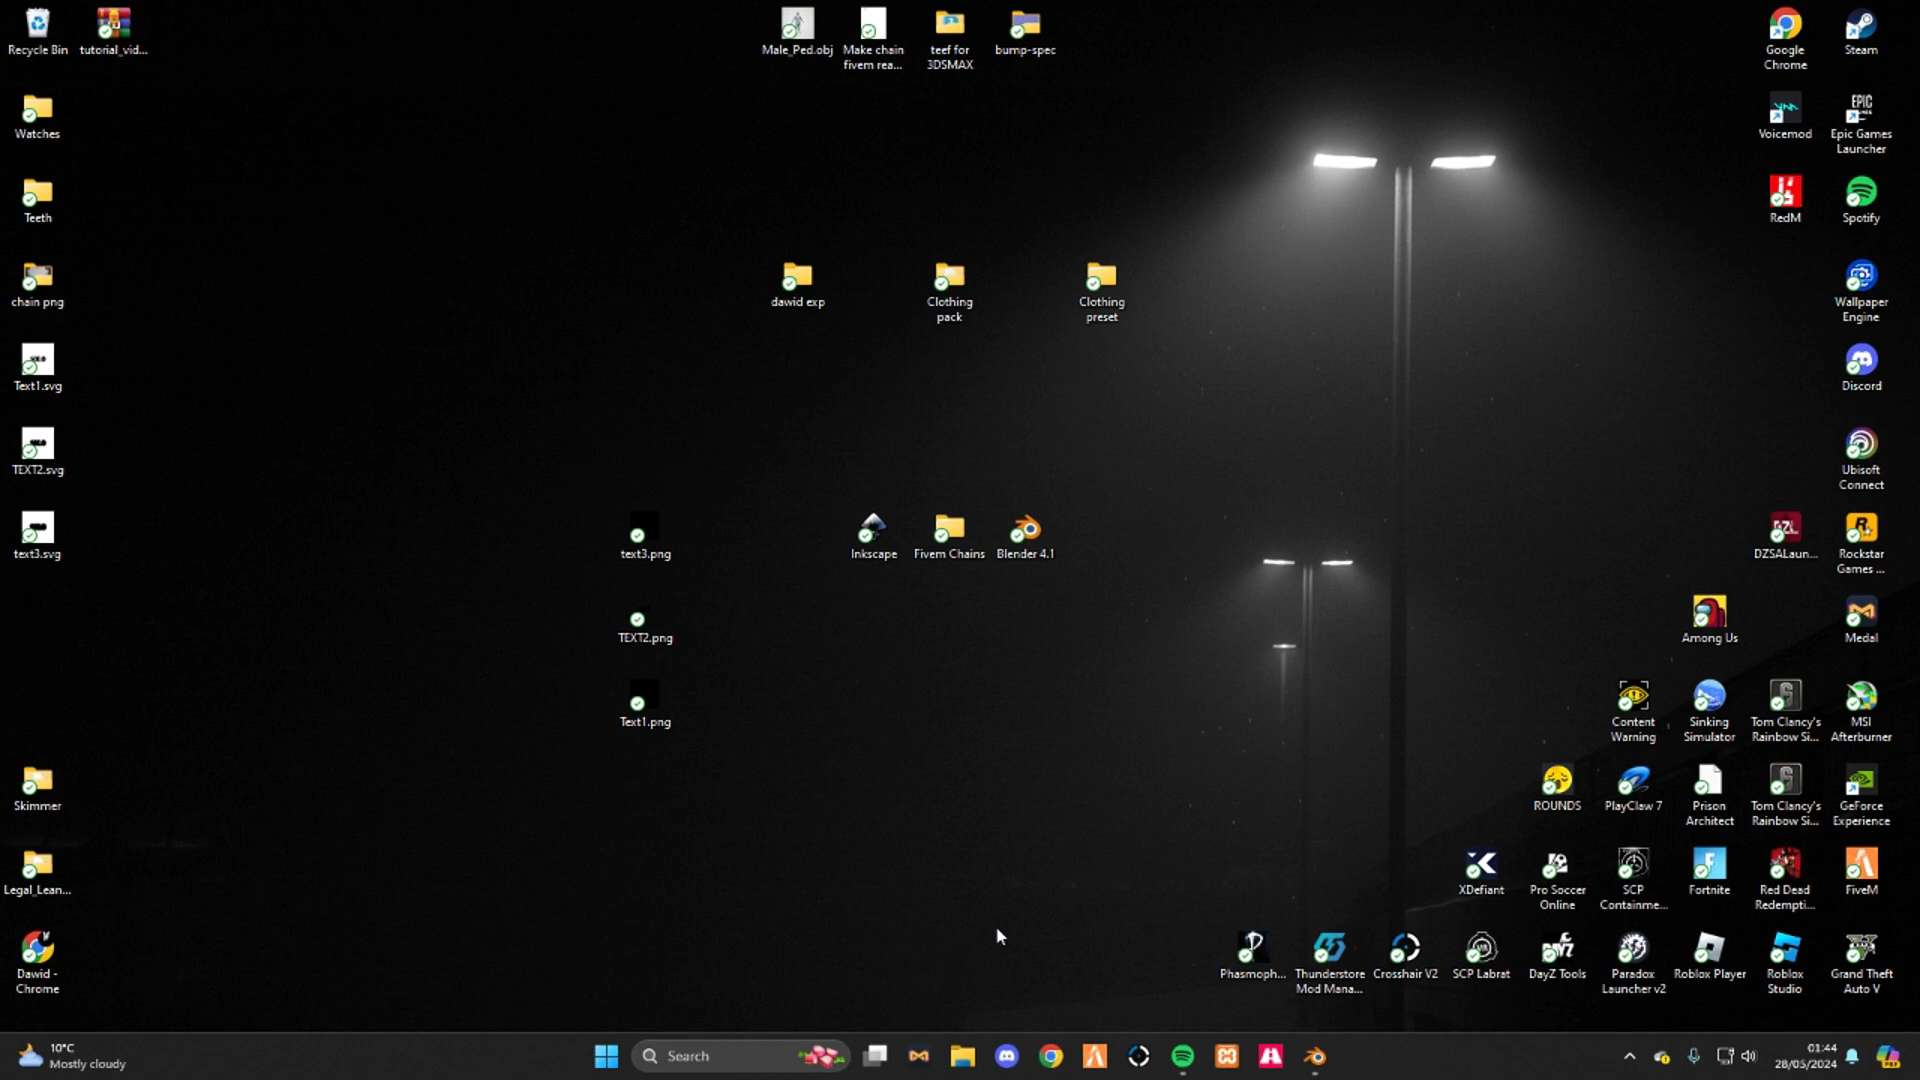 Recycle Bin
tutorial_vid...
Male_Ped.obj
Make chain
fivem rea...
teef for
3DSMAX
bump-spec
Google
Chrome
Steam
Watches
Voicemod
Epic Games
Launcher
Teeth
RedM
Spotify
chain png
dawid exp
Clothing
pack
Clothing
preset
Wallpaper
Engine
Text1.svg
Discord
TEXT2.svg
Ubisoft
Connect
text3.svg
text3.png
Inkscape
Fivem Chains
Blender 4.1
DZSALaun...
Rockstar
Games ...
TEXT2.png
Among Us
Medal
Text1.png
Content
Warning
Sinking
Simulator
Tom Clancy's
Rainbow Si...
MSI
Afterburner
Skimmer
ROUNDS
PlayClaw 7
Prison
Architect
Tom Clancy's
Rainbow Si...
GeForce
Experience
Legal_Lean...
XDefiant
Pro Soccer
Online
SCP
Containme...
Fortnite
Red Dead
Redempti...
FiveM
Dawid -
Chrome
Phasmoph...
Thunderstore
Mod Mana...
Crosshair V2
SCP Labrat
DayZ Tools
Paradox
Launcher v2
Roblox Player
Roblox
Studio
Grand Theft
Auto V
10°C
Mostly cloudy
Search
01:44
28/05/2024